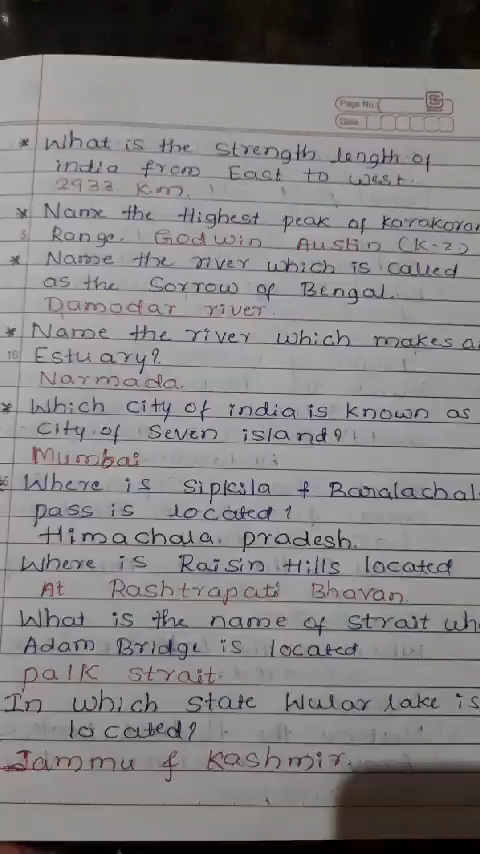 Page No.:
Date
* What is the strength length of
india from East to west.
2933 K.m.
* Name the Highest peak of Karakoran
5 Range. Godwin Austin (K-2)
* Name the river which is called
as the Sorrow of Bengal.
Damodar river.
* Name the river which makes a
10 Estuary?
Narmada
* Which city of india is known as
city of Seven island?
Mumbai
Where is Sipkila & Baralachal
pass is located?
Himachala. pradesh.
Where is Raisin Hills located
At Rashtrapati Bhavan
What is the name of strait wh
Adam Bridge is located
palk strait.
In which state Wular lake is
located?
Jammu & Kashmir.